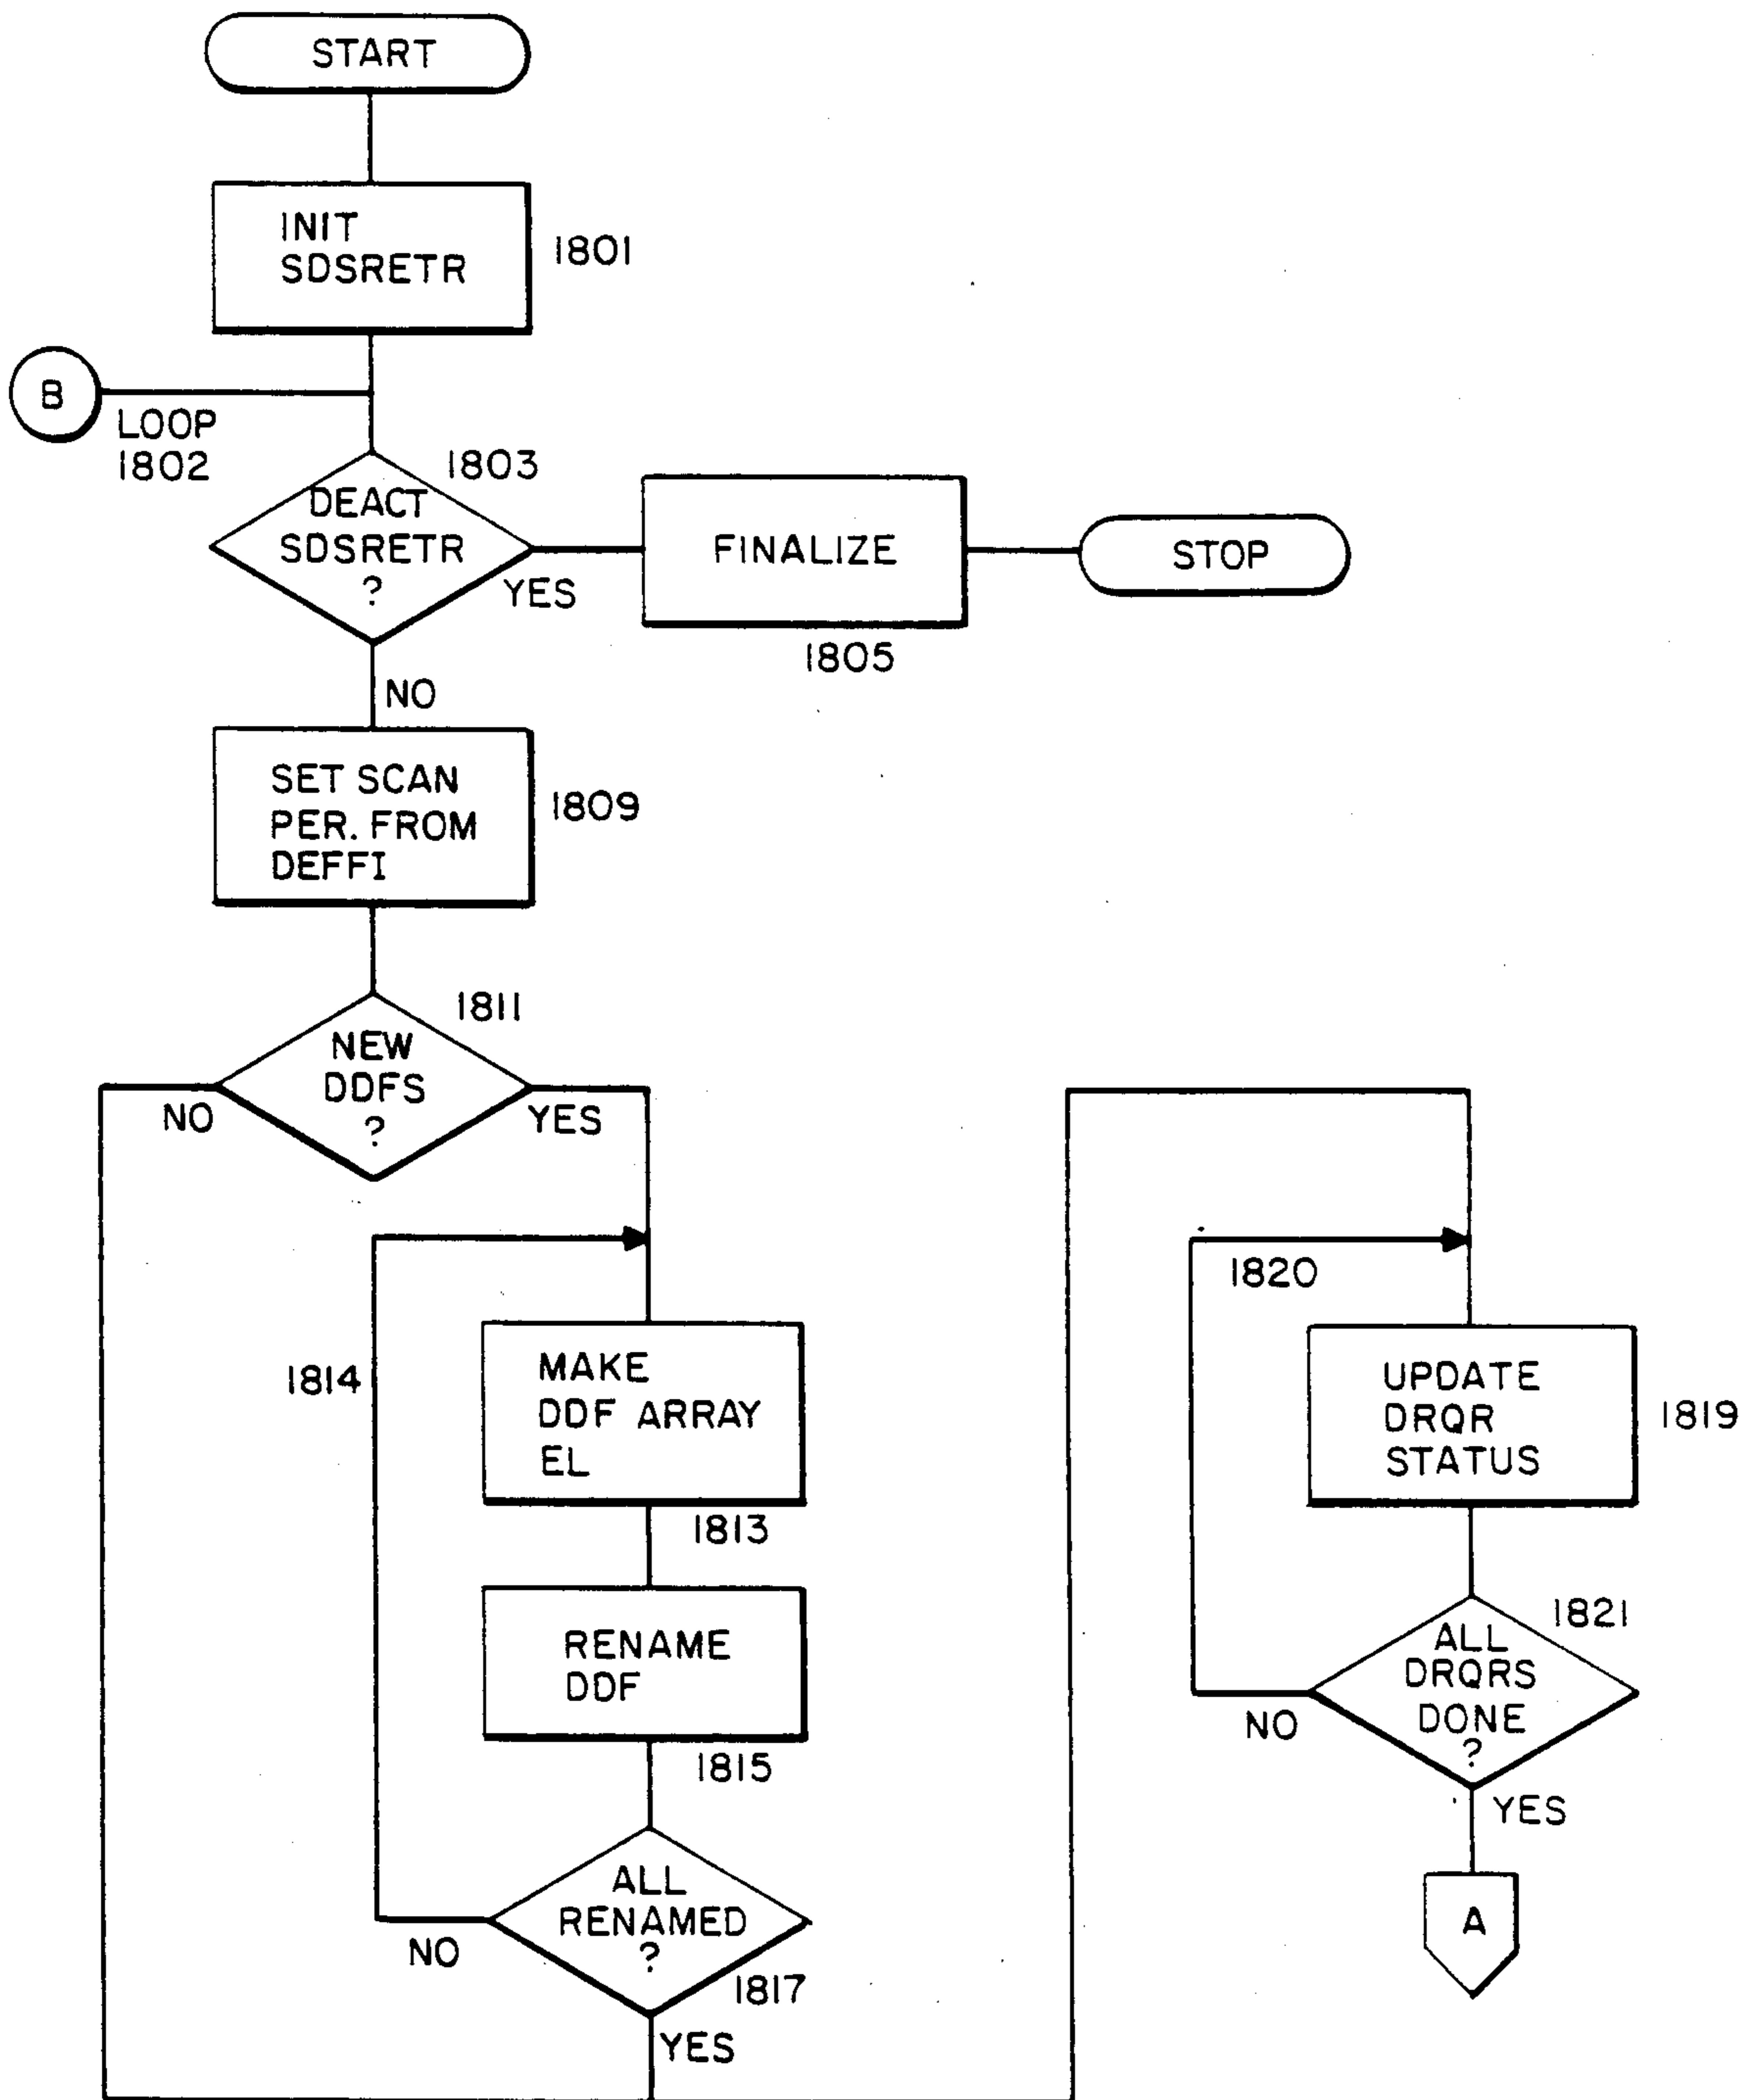 START
INIT
SDSRETR
1801
B
LOOP
1802
1803
DEACT
SDSRETR
?
YES
FINALIZE
1805
STOP
NO
SET SCAN
PER. FROM
DEFFI
1809
1811
NEW
DDFS
?
NO
YES
1814
MAKE
DDF ARRAY
EL
1813
RENAME
DDF
1815
ALL
RENAMED
?
NO
1817
YES
1820
UPDATE
DRQR
STATUS
1819
1821
ALL
DRQRS
DONE
?
NO
YES
A